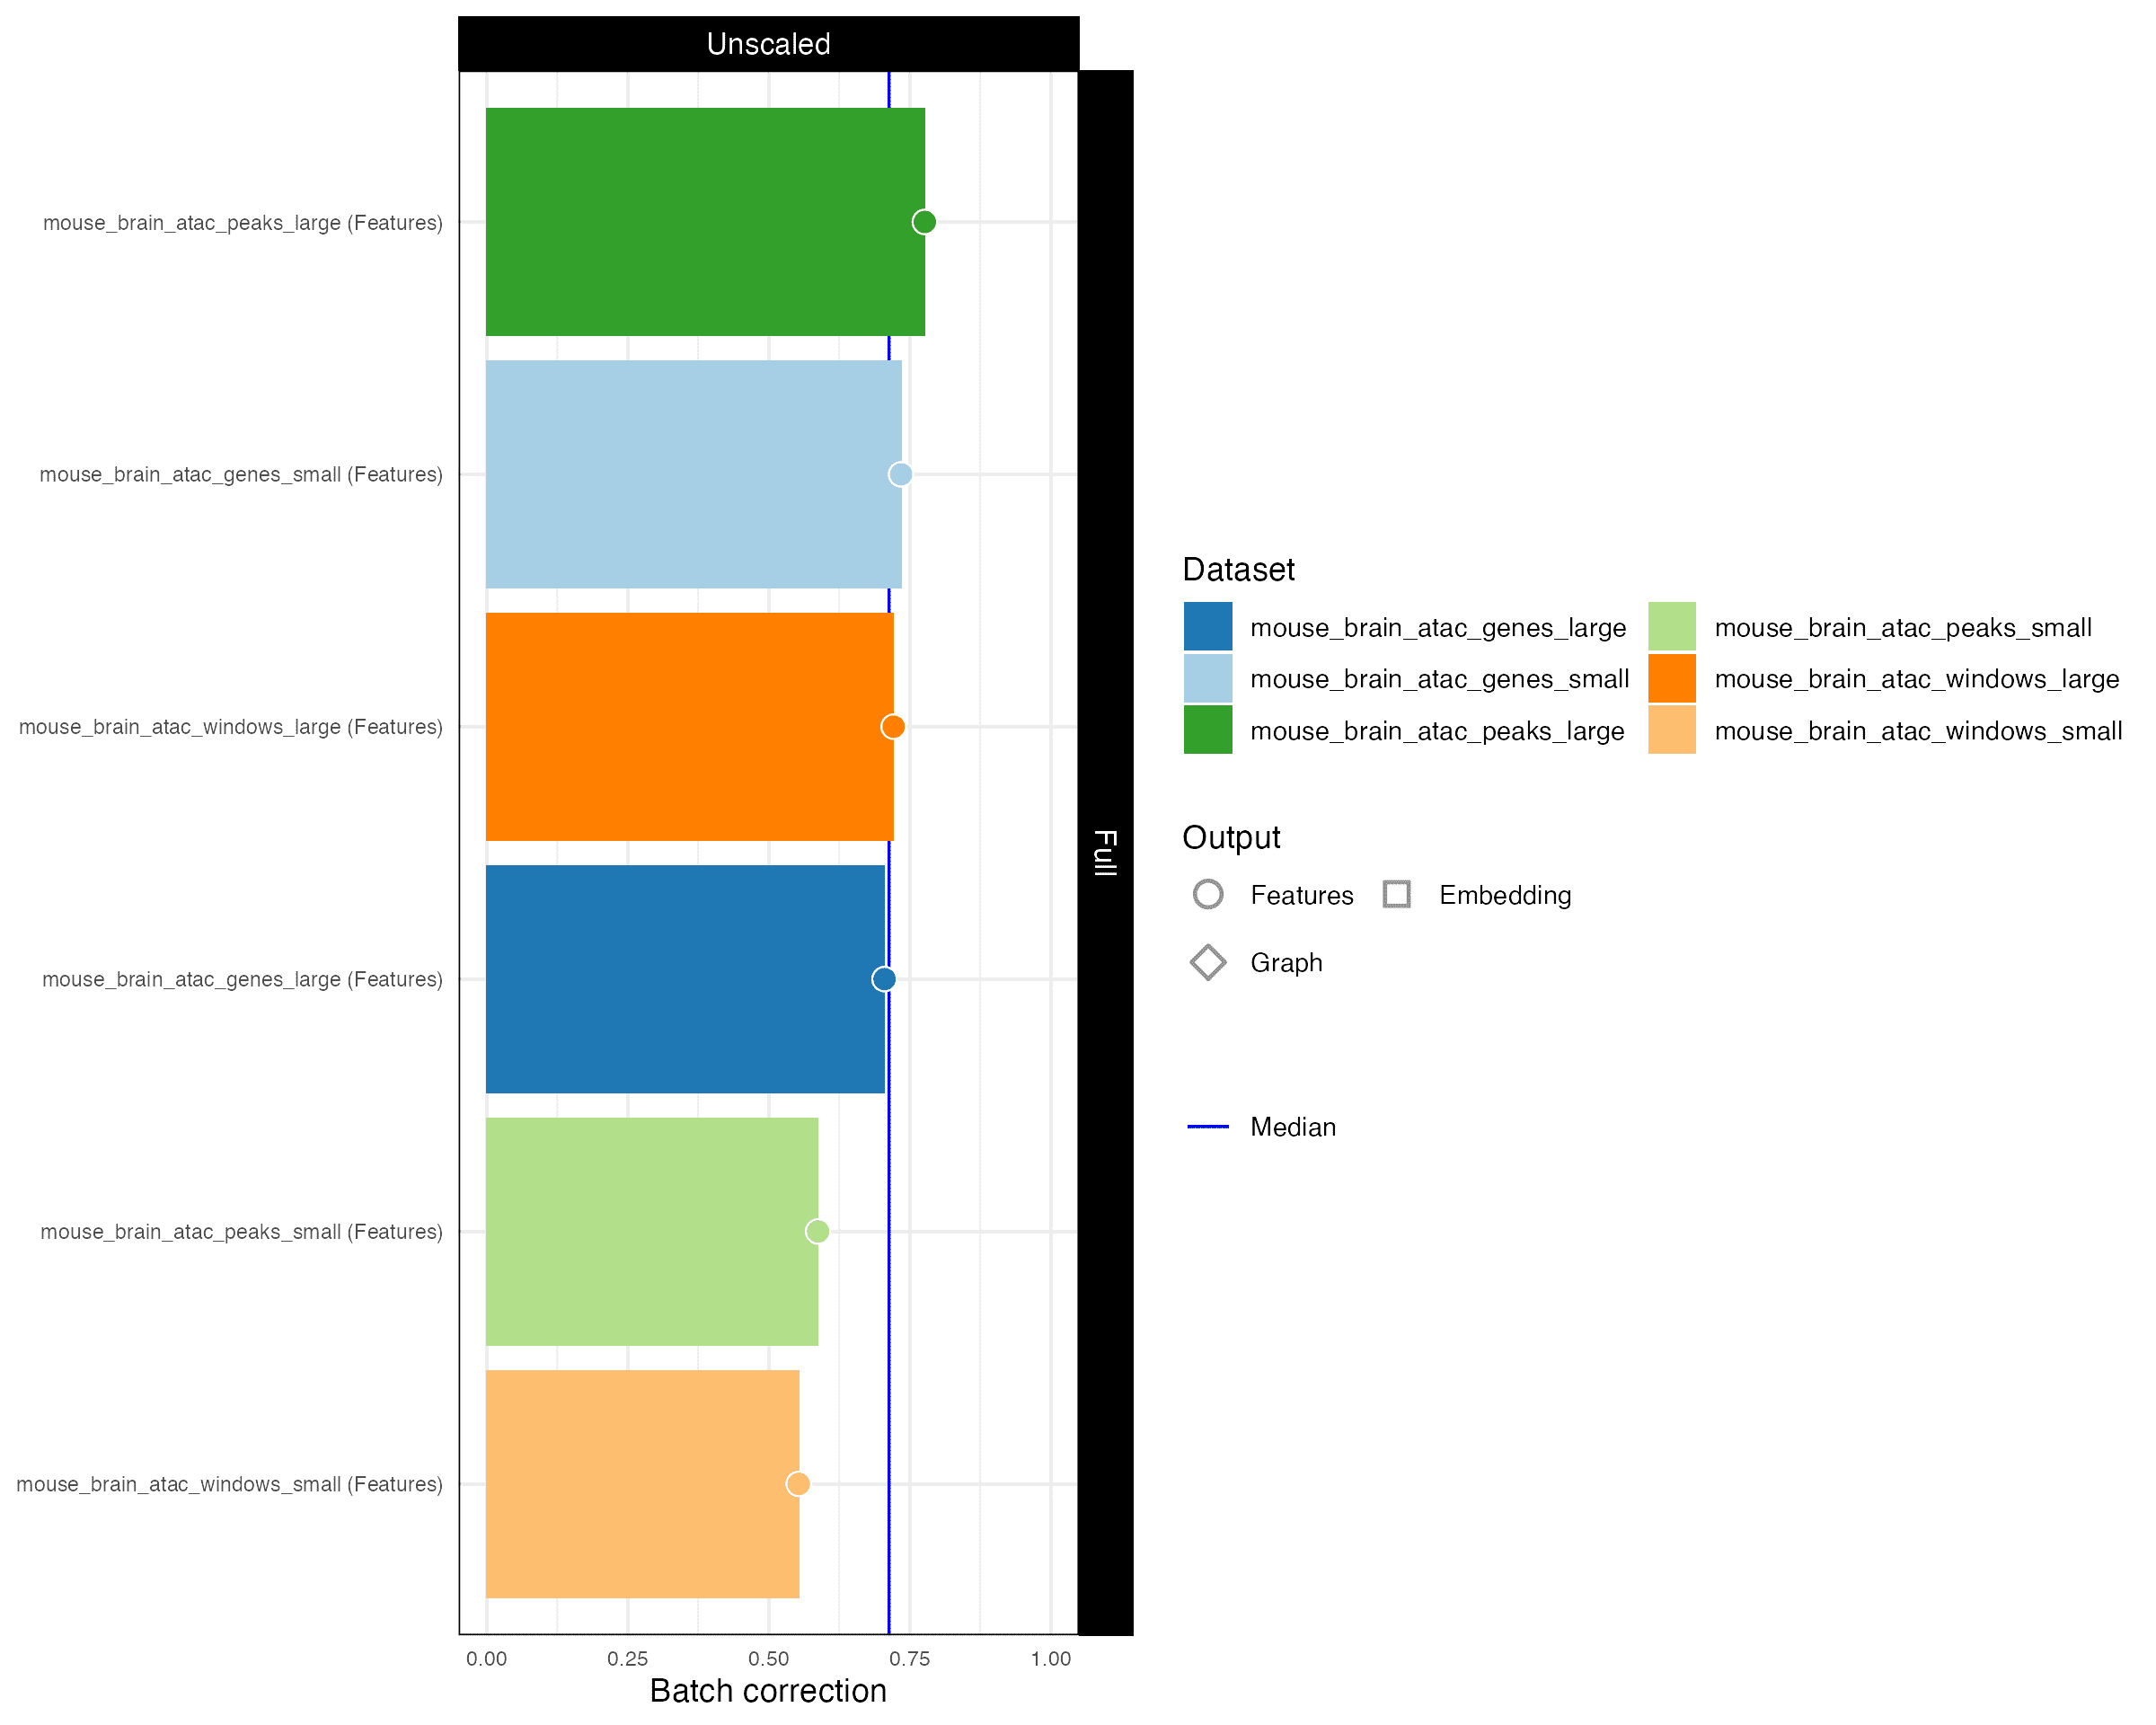 Unscaled
mouse_brain_atac_peaks_large (Features)
mouse_brain_atac_genes_small (Features)
mouse_brain_atac_windows_large (Features)
mouse_brain_atac_genes_large (Features)
mouse_brain_atac_peaks_small (Features)
mouse_brain_atac_windows_small (Features)
0.00 0.25 0.50 0.75 1.00
Batch correction
Full
Dataset
mouse_brain_atac_genes_large mouse_brain_atac_peaks_small
mouse_brain_atac_genes_small mouse_brain_atac_windows_large
mouse_brain_atac_peaks_large mouse_brain_atac_windows_small
Output
Features Embedding
Graph
Median